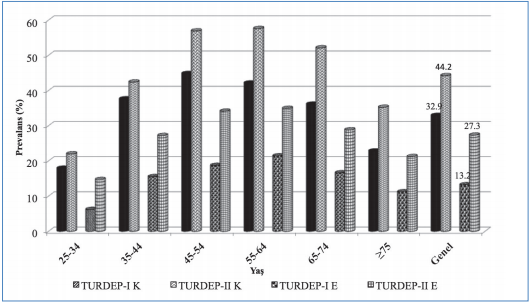 60
50
40
30
20
10
0
Prevalans (%)
44.2
32.9
27.3
13.2
25-34
35-44
45-54
55-64
65-74
≥75
Genel
Yaş
TURDEP-I K
TURDEP-II K
TURDEP-I E
TURDEP-II E